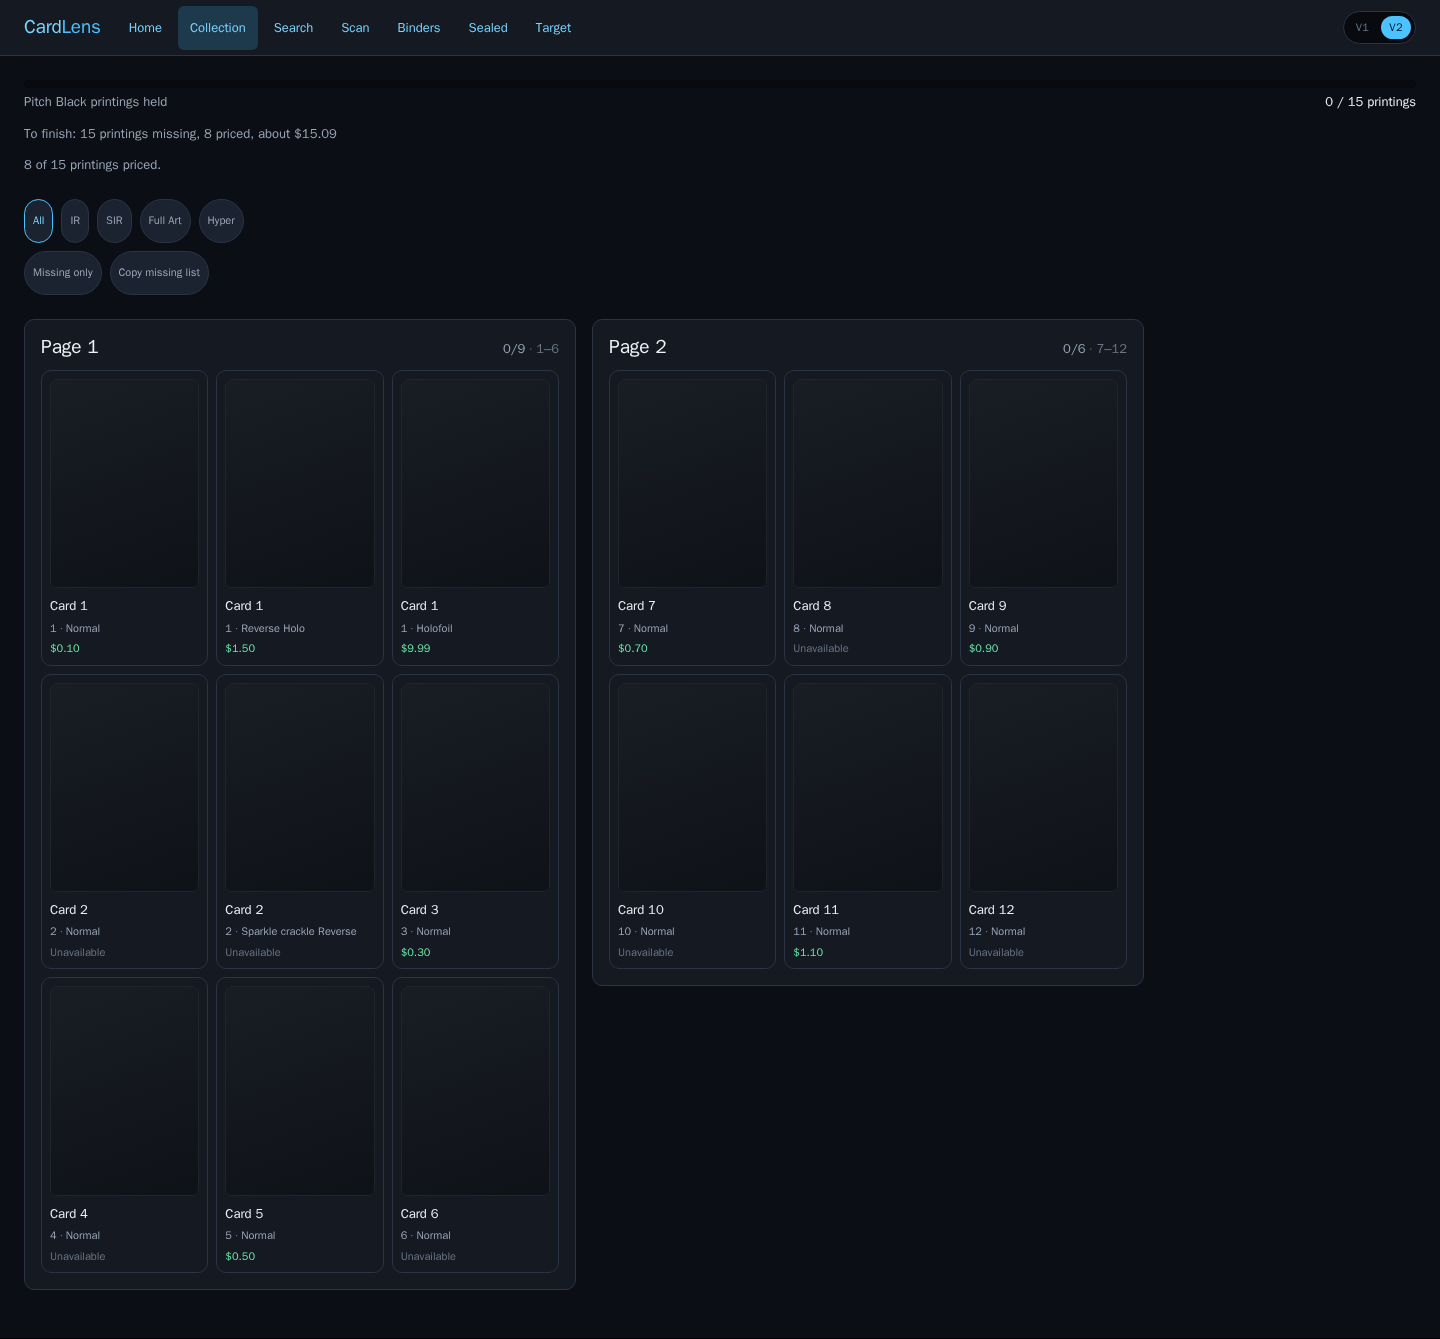 CardLens Home Collection Search Scan Binders Sealed Target V1 V2
Pitch Black printings held 0 / 15 printings
To finish: 15 printings missing, 8 priced, about $15.09
8 of 15 printings priced.
All IR SIR Full Art Hyper
Missing only Copy missing list
Page 1 0/9 · 1–6
Card 1 Card 1 Card 1
1 · Normal 1 · Reverse Holo 1 · Holofoil
$0.10 $1.50 $9.99
Card 2 Card 2 Card 3
2 · Normal 2 · Sparkle crackle Reverse 3 · Normal
Unavailable Unavailable $0.30
Card 4 Card 5 Card 6
4 · Normal 5 · Normal 6 · Normal
Unavailable $0.50 Unavailable
Page 2 0/6 · 7–12
Card 7 Card 8 Card 9
7 · Normal 8 · Normal 9 · Normal
$0.70 Unavailable $0.90
Card 10 Card 11 Card 12
10 · Normal 11 · Normal 12 · Normal
Unavailable $1.10 Unavailable